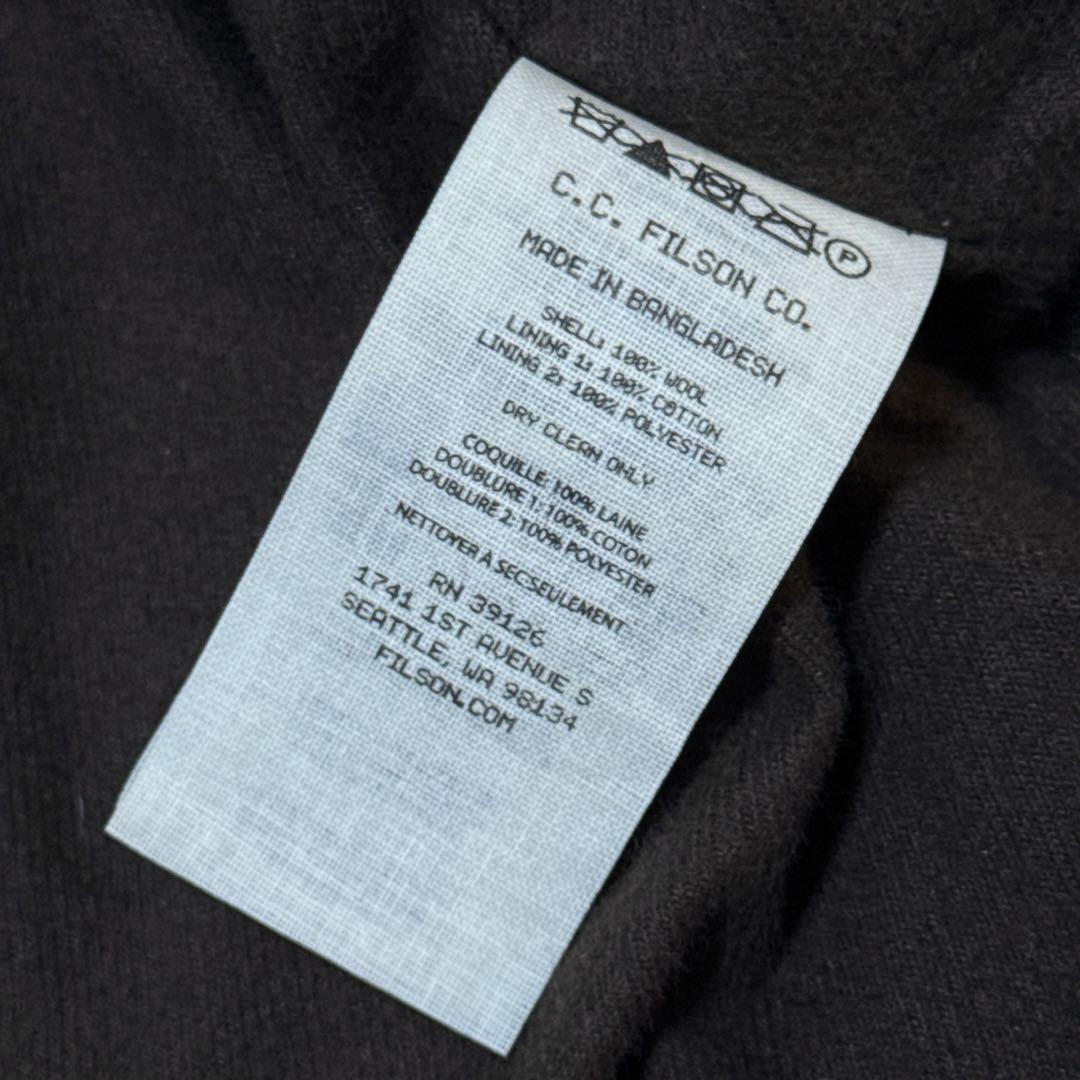 P
C.C. FILSON CO.
MADE IN BANGLADESH
SHELL: 100% WOOL
LINING 1: 100% COTTON
LINING 2: 100% POLYESTER
DRY CLEAN ONLY
COQUILLE: 100% LAINE
DOUBLURE 1: 100% COTON
DOUBLURE 2: 100% POLYESTER
NETTOYER A SECSEULEMENT
RN 39126
1741 1ST AVENUE S
SEATTLE, WA 98134
FILSON.COM